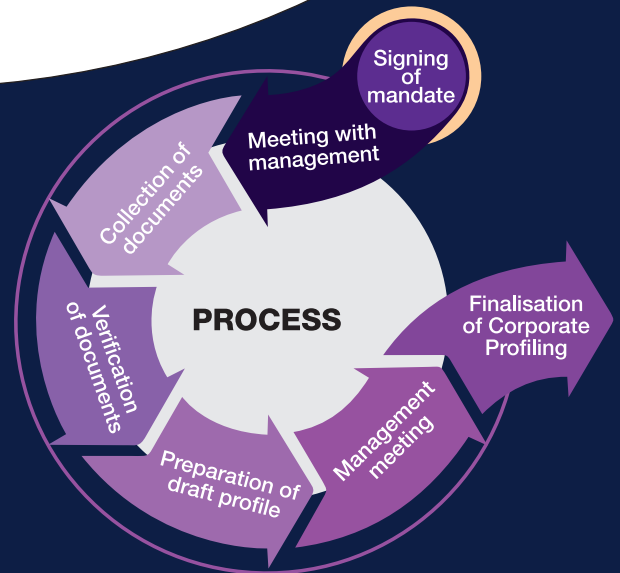 Signing
of
mandate
Meeting with
management
Collection of
documents
Verification
of documents
Preparation of
draft profile
Management
meeting
Finalisation
of Corporate
Profiling
PROCESS